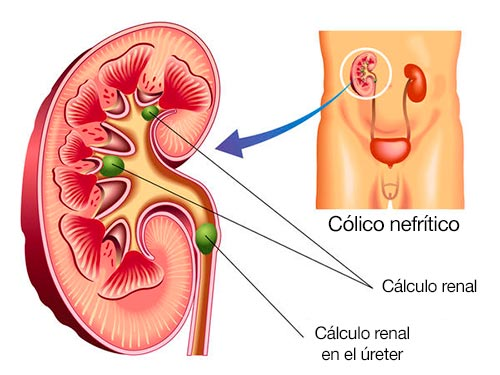 Cólico nefrítico
Cálculo renal
Cálculo renal
en el úreter